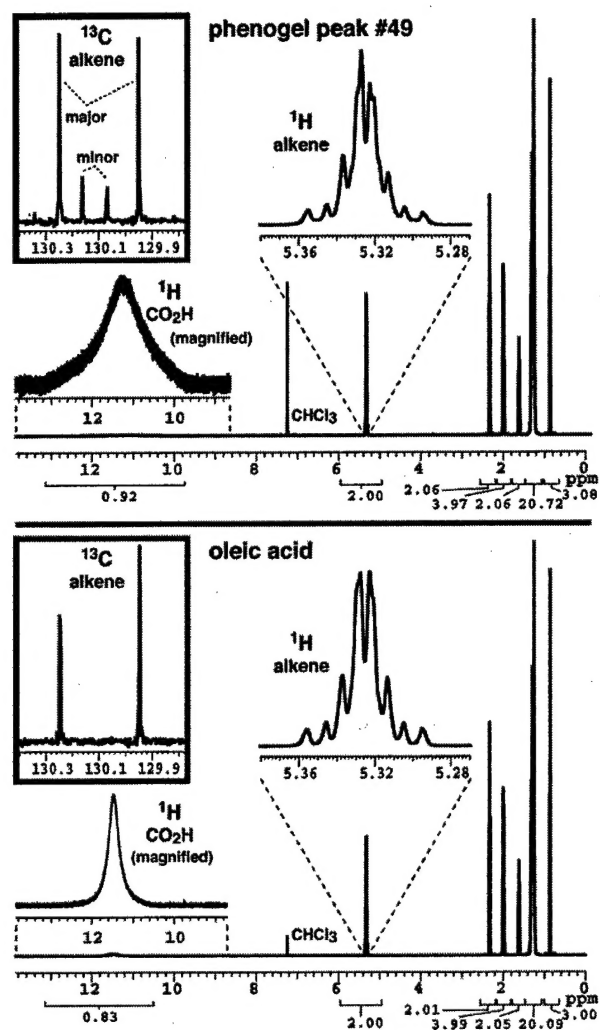 phenogel peak #49
13C
alkene
major
minor
130.3 130.1 129.9
1H
alkene
5.36 5.32 5.28
1H
CO2H
(magnified)
12 10
CHCl3
12 10 8 6 4 2 0
ppm
0.92 2.00 2.06 3.97 2.06 20.72 3.08
oleic acid
13C
alkene
130.3 130.1 129.9
1H
alkene
5.36 5.32 5.28
1H
CO2H
(magnified)
12 10
CHCl3
12 10 8 6 4 2 0
ppm
0.83 2.00 2.01 3.99 2.05 20.09 3.00